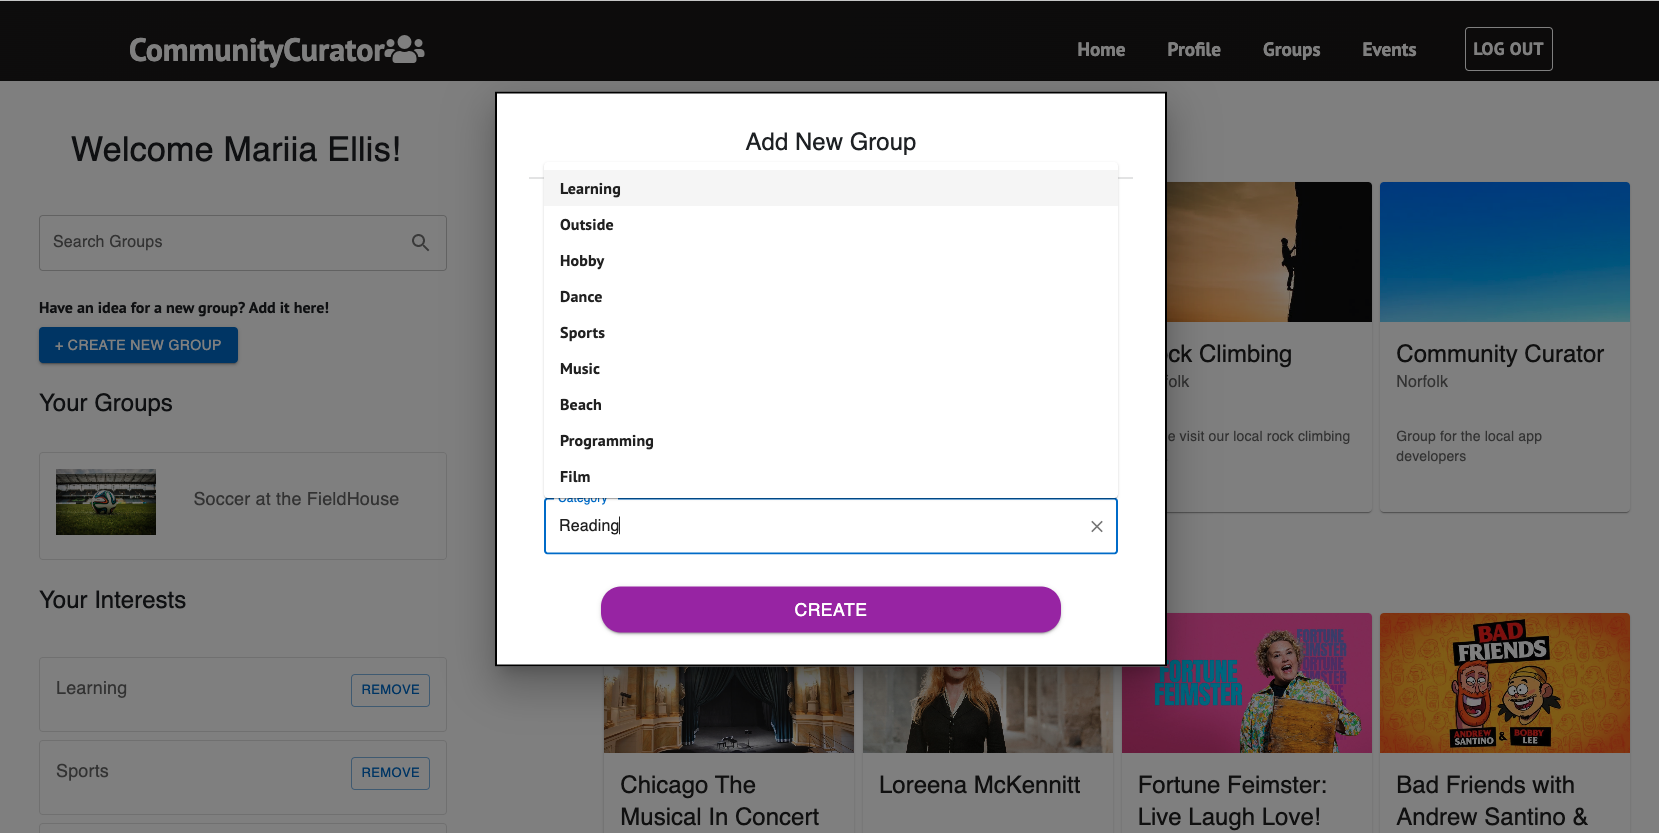 CommunityCurator
Home
Profile
Groups
Events
LOG OUT
Welcome Mariia Ellis!
Search Groups
Have an idea for a new group? Add it here!
+ CREATE NEW GROUP
Your Groups
Soccer at the FieldHouse
Your Interests
Learning
REMOVE
Sports
REMOVE
Add New Group
Learning
Outside
Hobby
Dance
Sports
Music
Beach
Programming
Film
Category
Reading
CREATE
ck Climbing
folk
e visit our local rock climbing
Community Curator
Norfolk
Group for the local app
developers
Chicago The
Musical In Concert
Loreena McKennitt
FORTUNE
FEIMSTER
FORTUNE
FEIMSTER
Fortune Feimster:
Live Laugh Love!
BAD
FRIENDS
ANDREW
SANTINO
&
BOBBY
LEE
Bad Friends with
Andrew Santino &